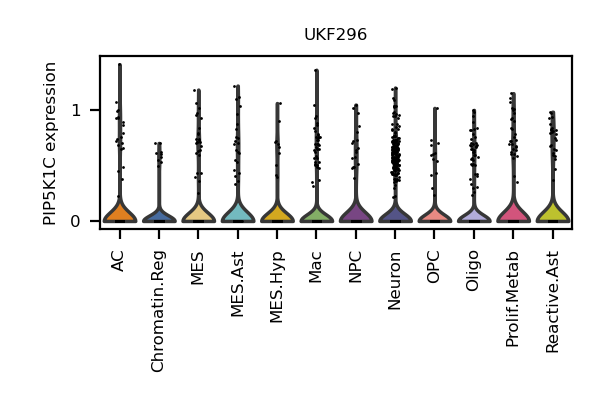 UKF296
PIP5K1C expression
1
0
AC
Chromatin.Reg
MES
MES.Ast
MES.Hyp
Mac
NPC
Neuron
OPC
Oligo
Prolif.Metab
Reactive.Ast